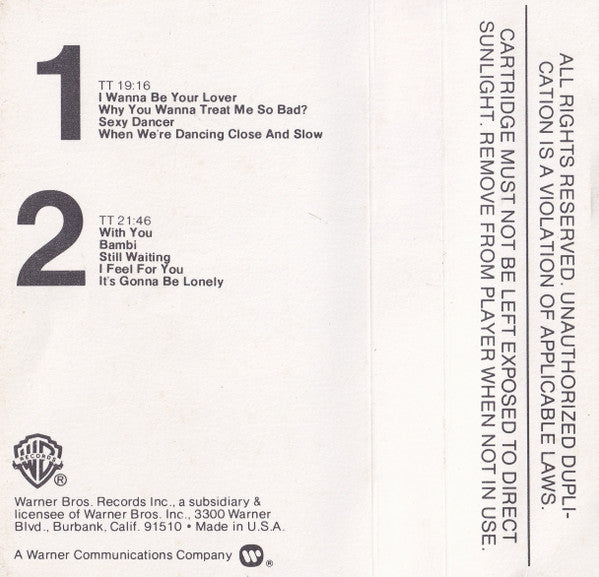 1
TT 19:16
I Wanna Be Your Lover
Why You Wanna Treat Me So Bad?
Sexy Dancer
When We're Dancing Close And Slow
2
TT 21:46
With You
Bambi
Still Waiting
I Feel For You
It's Gonna Be Lonely
WB
RECORDS
®
Warner Bros. Records Inc., a subsidiary &
licensee of Warner Bros. Inc., 3300 Warner
Blvd., Burbank, Calif. 91510 • Made in U.S.A.
A Warner Communications Company ®
ALL RIGHTS RESERVED. UNAUTHORIZED DUPLI-
CATION IS A VIOLATION OF APPLICABLE LAWS.
CARTRIDGE MUST NOT BE LEFT EXPOSED TO DIRECT
SUNLIGHT. REMOVE FROM PLAYER WHEN NOT IN USE.